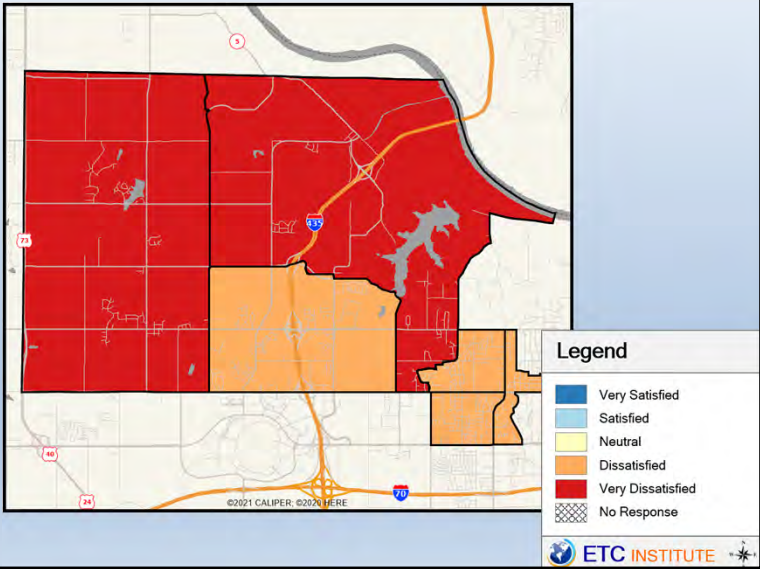 5
435
73
Legend
Very Satisfied
Satisfied
Neutral
Dissatisfied
Very Dissatisfied
No Response
40
24
70
©2021 CALIPER; ©2020 HERE
ETC INSTITUTE